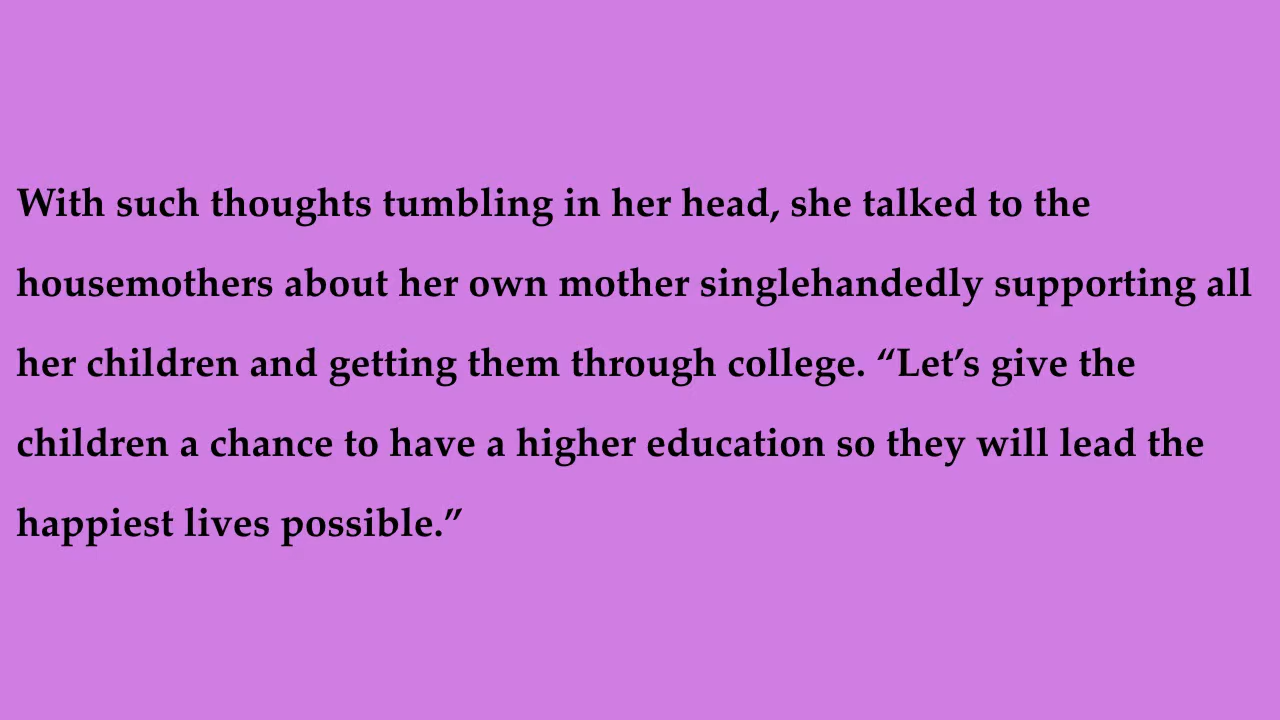 With such thoughts tumbling in her head, she talked to the
housemothers about her own mother singlehandedly supporting all
her children and getting them through college. “Let’s give the
children a chance to have a higher education so they will lead the
happiest lives possible.”